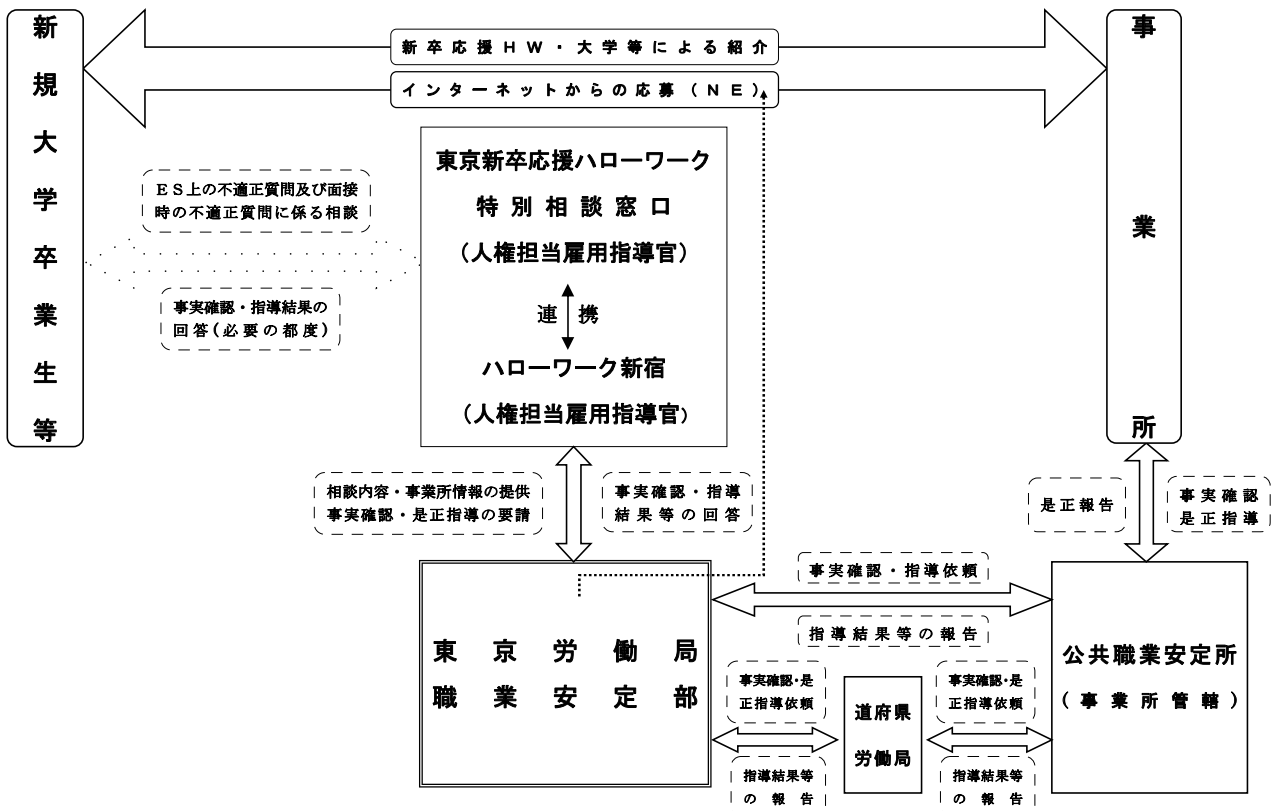 新規大学卒業生等
新卒応援HW・大学等による紹介
インターネットからの応募(NE)
事業所
東京新卒応援ハローワーク
特別相談窓口
(人権担当雇用指導官)
連携
ハローワーク新宿
(人権担当雇用指導官)
ES上の不適正質問及び面接
時の不適正質問に係る相談
事実確認・指導結果の
回答(必要の都度)
相談内容・事業所情報の提供
事実確認・是正指導の要請
事実確認・指導
結果等の回答
是正報告
事実確認
是正指導
東京労働局
職業安定部
事実確認・指導依頼
指導結果等の報告
事実確認・是
正指導依頼
指導結果等
の報告
道府県
労働局
事実確認・是
正指導依頼
指導結果等
の報告
公共職業安定所
(事業所管轄)